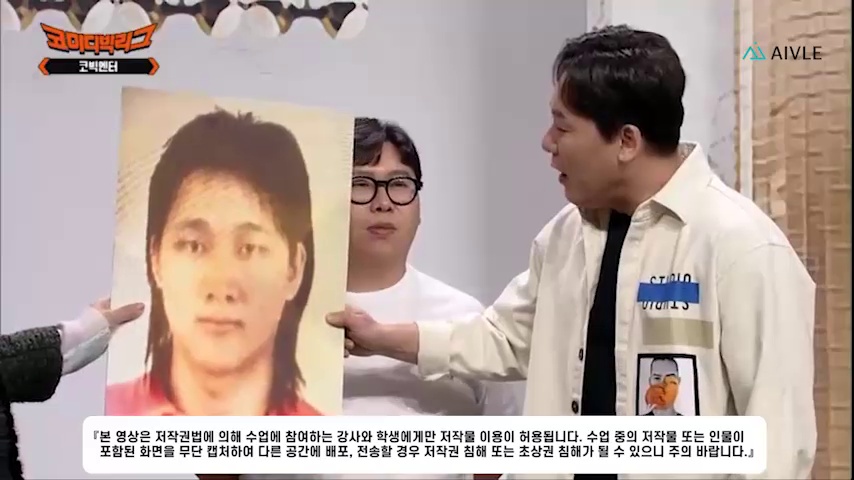 코미디빅리그
코빅멘터
AIVLE
STUDIO
『본 영상은 저작권법에 의해 수업에 참여하는 강사와 학생에게만 저작물 이용이 허용됩니다. 수업 중의 저작물 또는 인물이
포함된 화면을 무단 캡처하여 다른 공간에 배포, 전송할 경우 저작권 침해 또는 초상권 침해가 될 수 있으니 주의 바랍니다.』